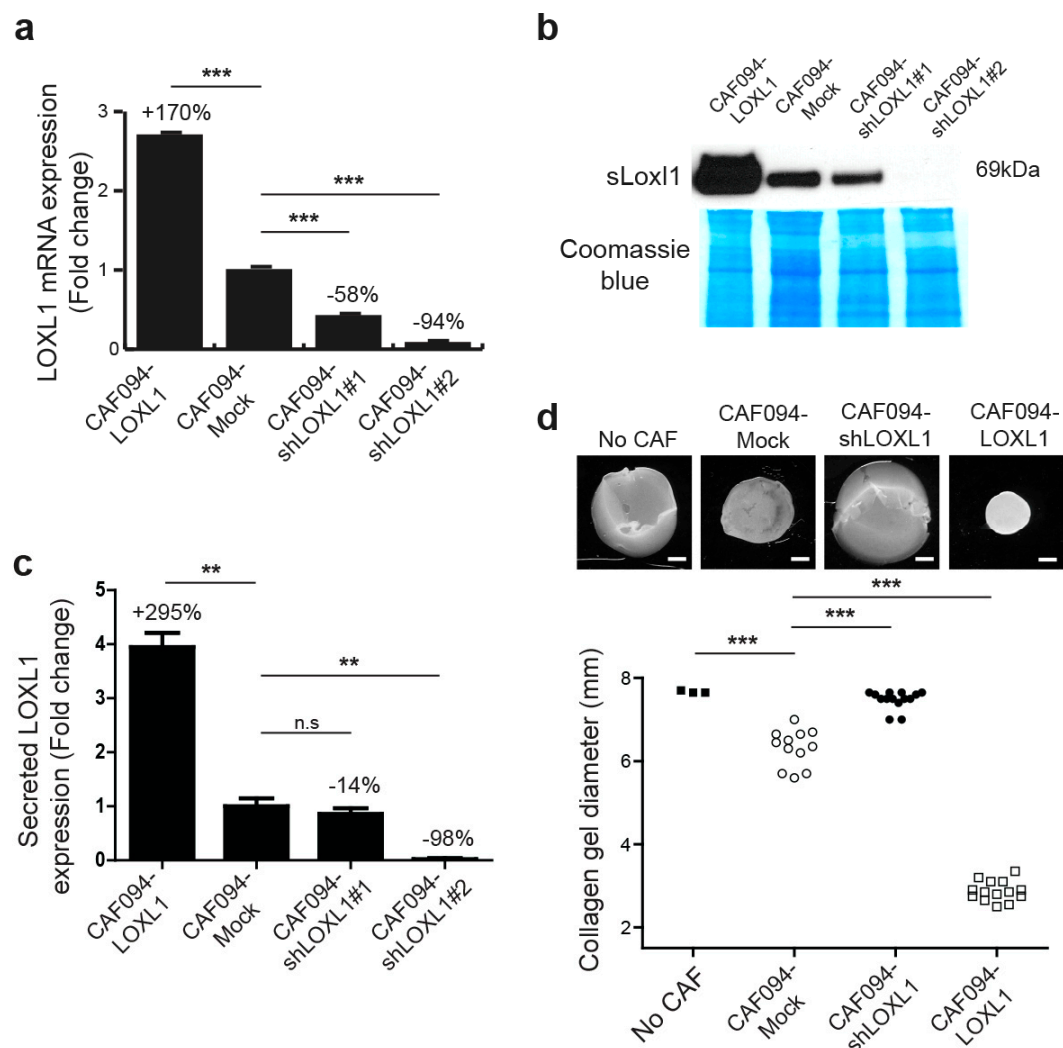 a
LOXL1 mRNA expression
(Fold change)
3
2
1
0
***
+170%
***
***
-58%
-94%
CAF094-
LOXL1
CAF094-
Mock
CAF094-
shLOXL1#1
CAF094-
shLOXL1#2
b
CAF094-
LOXL1
CAF094-
Mock
CAF094-
shLOXL1#1
CAF094-
shLOXL1#2
sLoxl1
69kDa
Coomassie
blue
c
Secreted LOXL1
expression (Fold change)
5
4
3
2
1
0
**
+295%
**
n.s
-14%
-98%
CAF094-
LOXL1
CAF094-
Mock
CAF094-
shLOXL1#1
CAF094-
shLOXL1#2
d
No CAF
CAF094-
Mock
CAF094-
shLOXL1
CAF094-
LOXL1
***
***
***
Collagen gel diameter (mm)
8
6
4
2
No CAF
CAF094-
Mock
CAF094-
shLOXL1
CAF094-
LOXL1